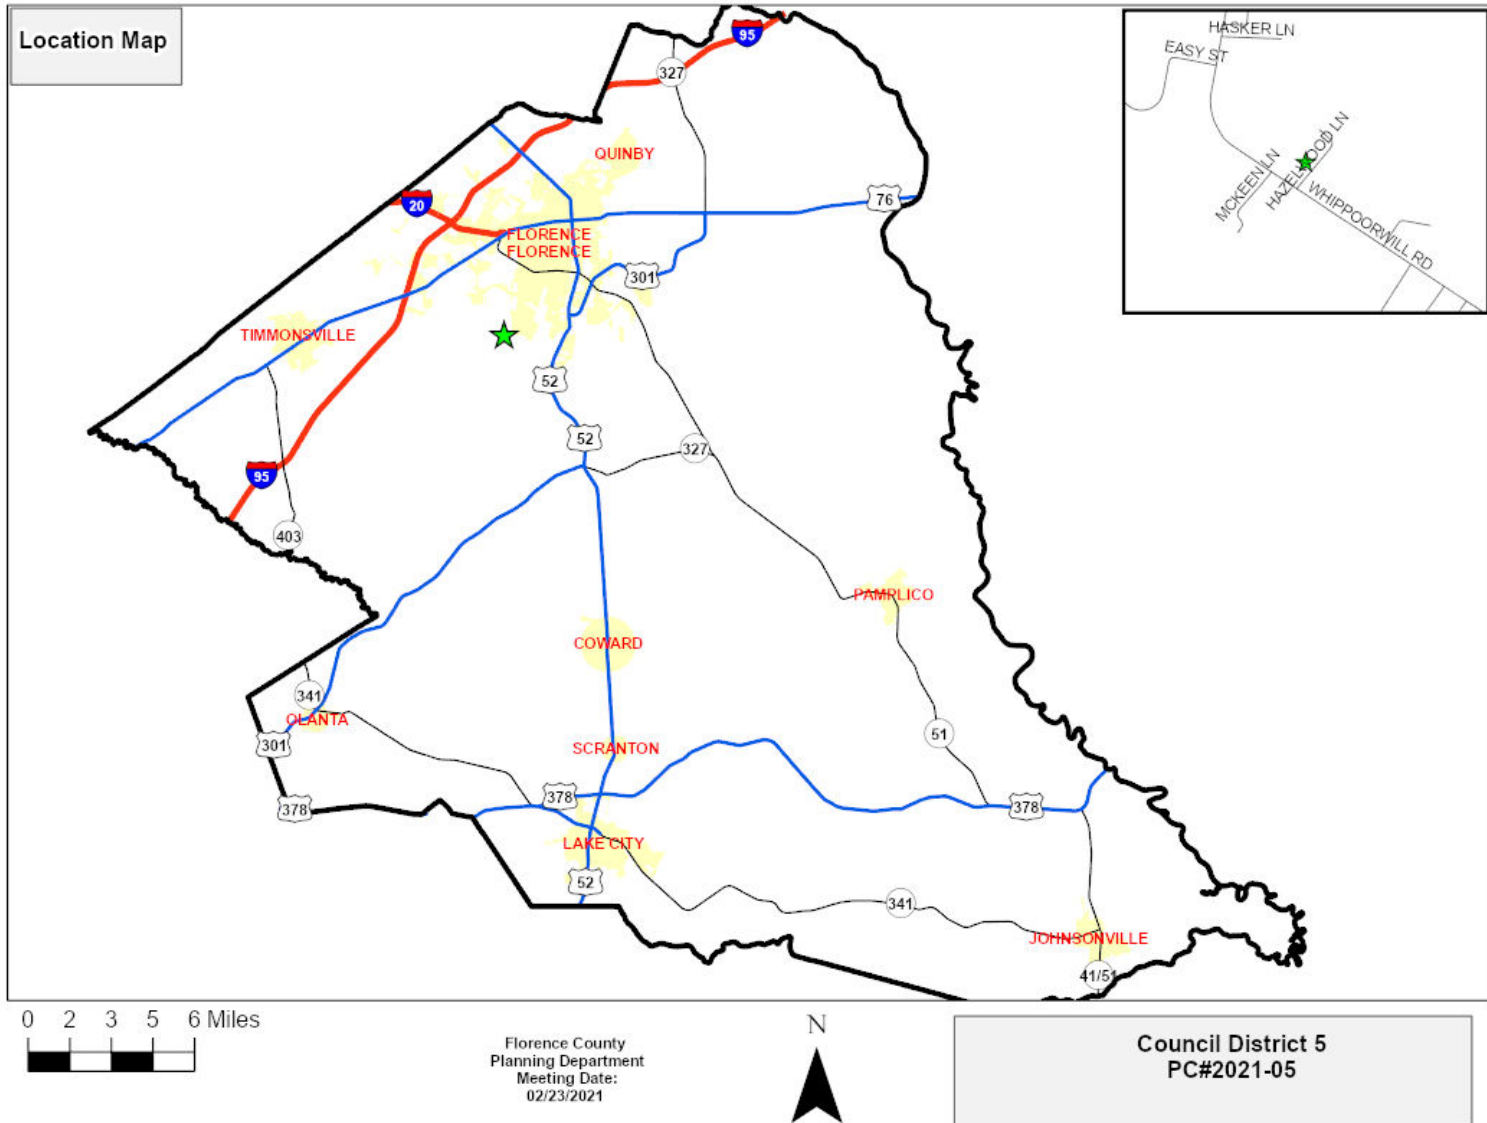 Location Map
95
327
HASKER LN
EASY ST
HAZELWOOD LN
MCKEEN LN
WHIPPOORWILL RD
QUINBY
20
76
FLORENCE
FLORENCE
301
TIMMONSVILLE
52
52
327
95
403
PAMPLICO
COWARD
341
OLANTA
301
51
SCRANTON
378
378
378
LAKE CITY
52
341
JOHNSONVILLE
41/51
0 2 3 5 6 Miles
Florence County
Planning Department
Meeting Date:
02/23/2021
N
Council District 5
PC#2021-05